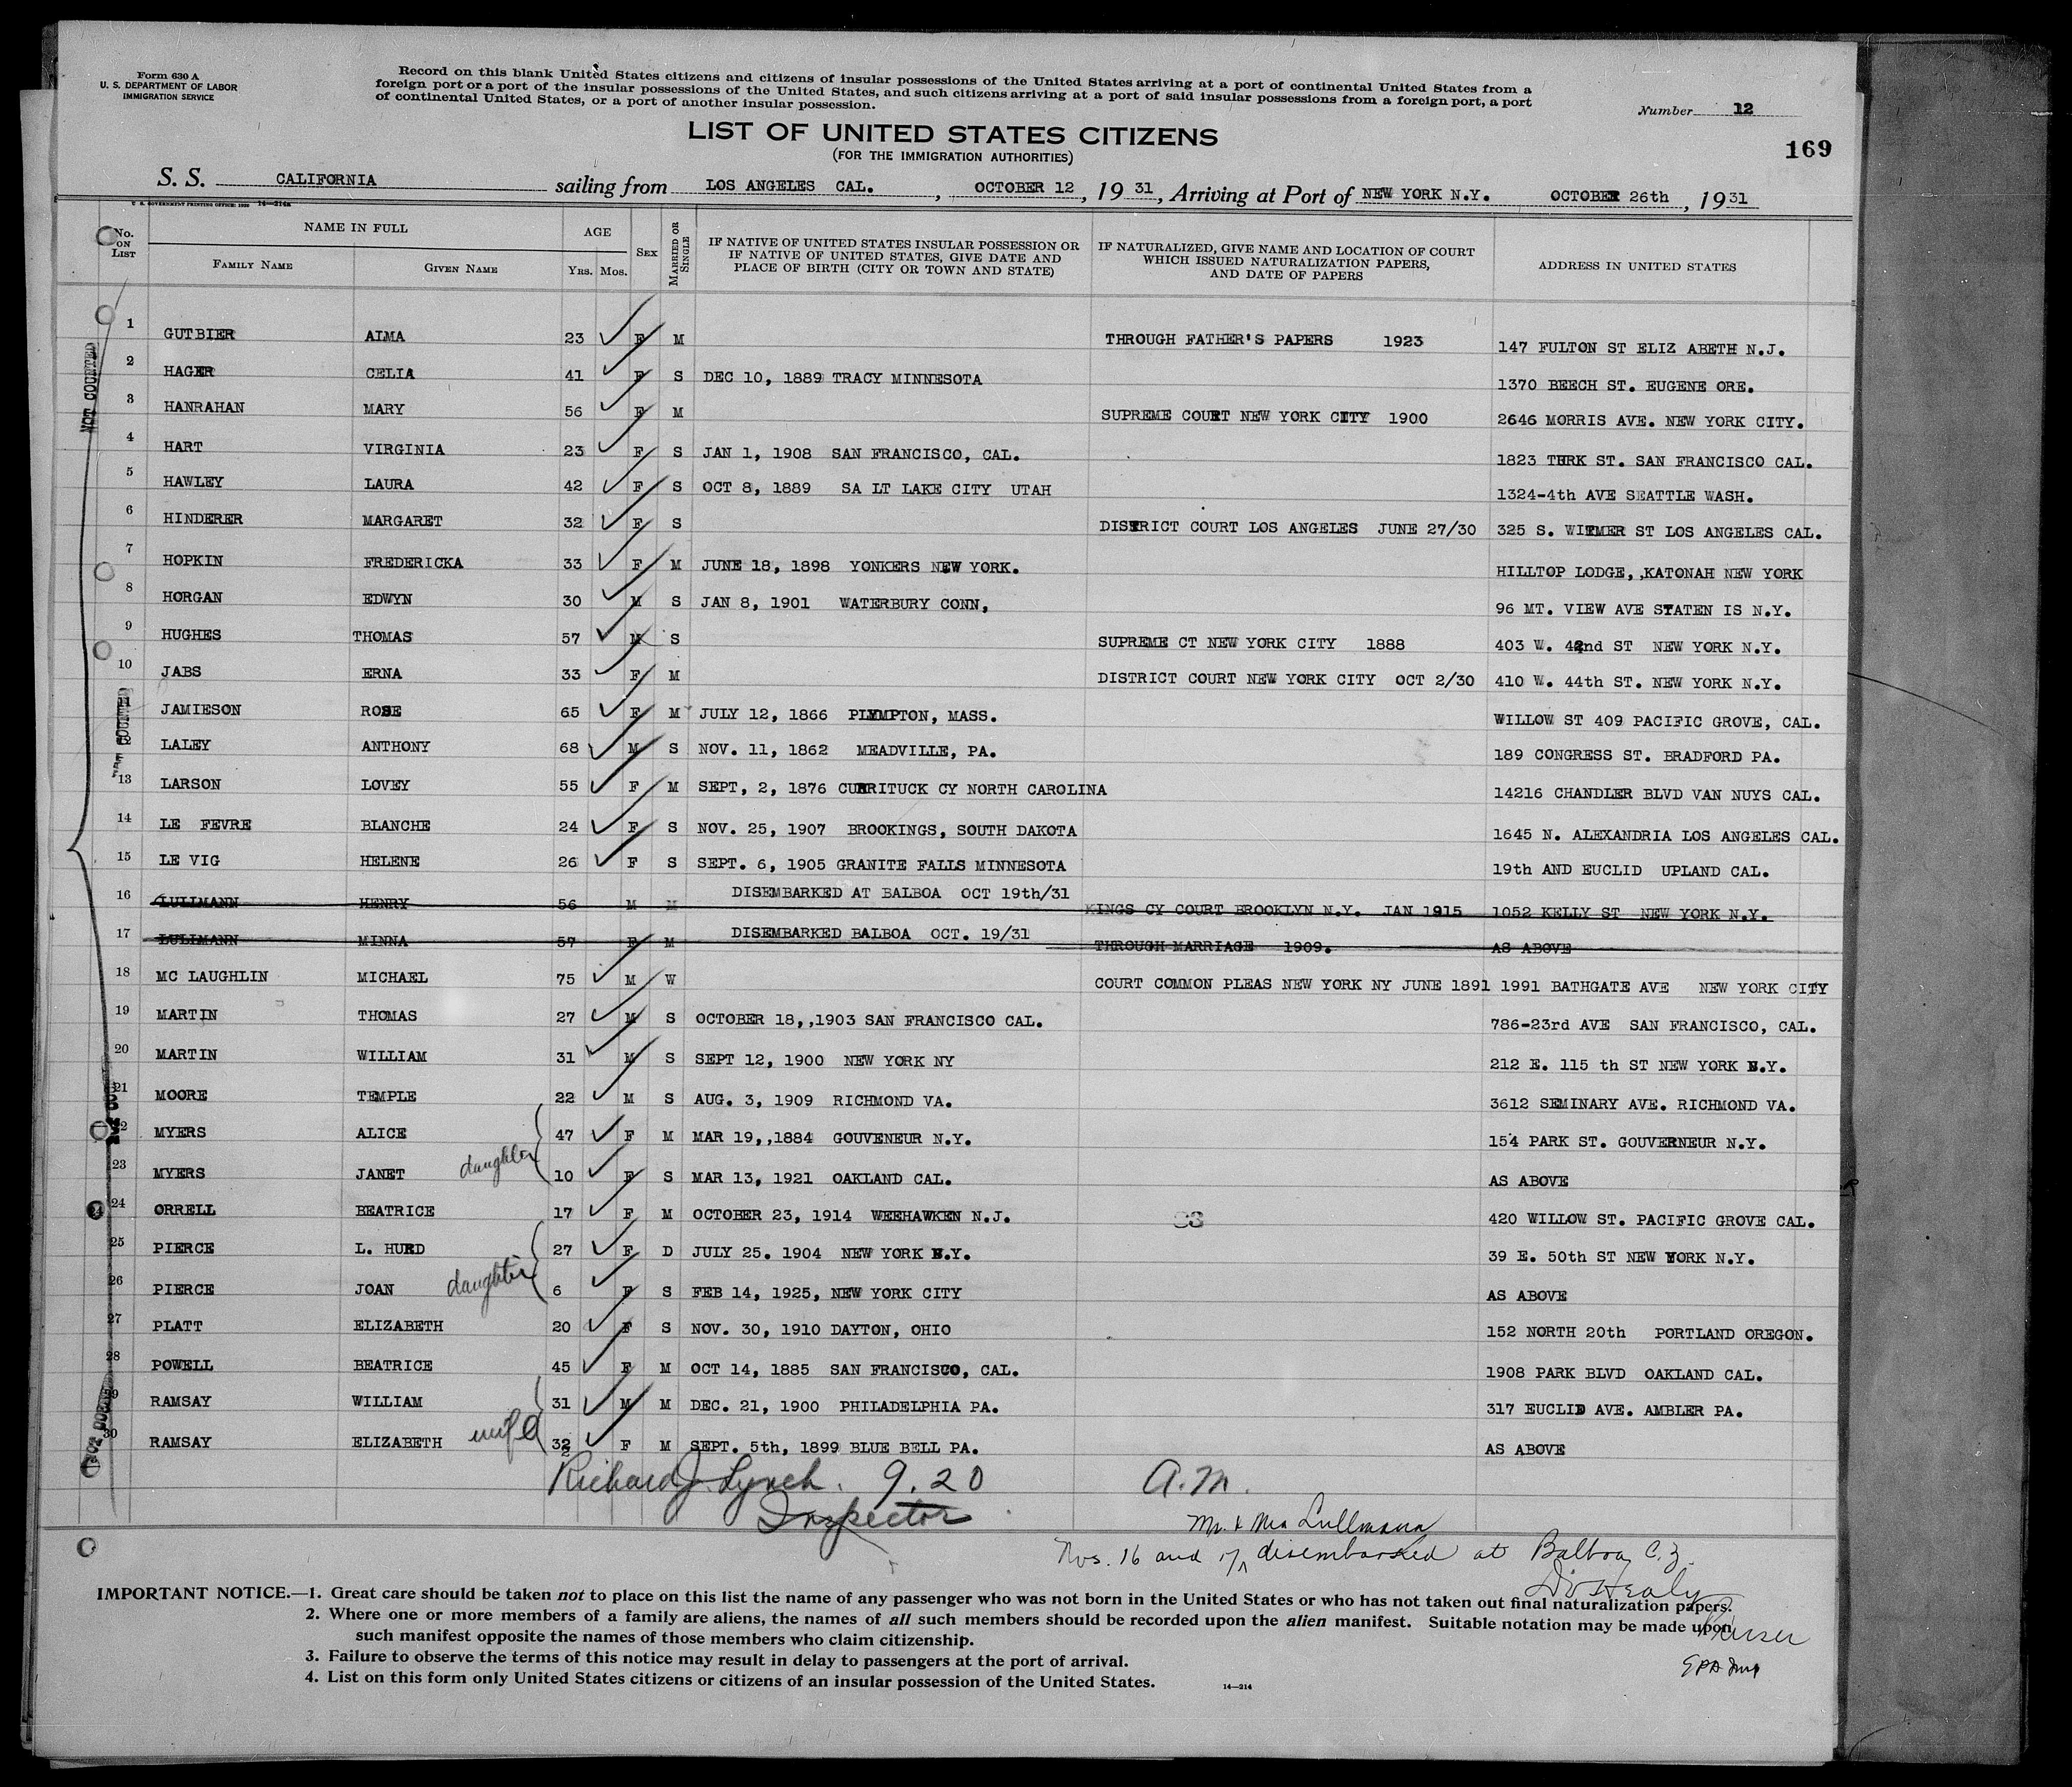 Form 630 A
U. S. DEPARTMENT OF LABOR
IMMIGRATION SERVICE
Record on this blank United States citizens and citizens of insular possessions of the United States arriving at a port of continental United States from a
foreign port or a port of the insular possessions of the United States, and such citizens arriving at a port of said insular possessions from a foreign port, a port
of continental United States, or a port of another insular possession.
Number 12
169
LIST OF UNITED STATES CITIZENS
(FOR THE IMMIGRATION AUTHORITIES)
S. S. CALIFORNIA sailing from LOS ANGELES CAL. , OCTOBER 12 , 19 31 , Arriving at Port of NEW YORK N.Y. OCTOBER 26th , 19 31
U. S. GOVERNMENT PRINTING OFFICE: 1930 14—214a
No. ON LIST NAME IN FULL FAMILY NAME GIVEN NAME AGE YRS. MOS. SEX MARRIED OR SINGLE IF NATIVE OF UNITED STATES INSULAR POSSESSION OR IF NATIVE OF UNITED STATES, GIVE DATE AND PLACE OF BIRTH (CITY OR TOWN AND STATE) IF NATURALIZED, GIVE NAME AND LOCATION OF COURT WHICH ISSUED NATURALIZATION PAPERS, AND DATE OF PAPERS ADDRESS IN UNITED STATES
NOT COUNTED
1 GUTBIER ALMA 23 F M THROUGH FATHER'S PAPERS 1923 147 FULTON ST ELIZ ABETH N.J.
2 HAGER CELIA 41 F S DEC 10, 1889 TRACY MINNESOTA 1370 BEECH ST. EUGENE ORE.
3 HANRAHAN MARY 56 F M SUPREME COURT NEW YORK CITY 1900 2646 MORRIS AVE. NEW YORK CITY.
4 HART VIRGINIA 23 F S JAN 1, 1908 SAN FRANCISCO, CAL. 1823 TURK ST. SAN FRANCISCO CAL.
5 HAWLEY LAURA 42 F S OCT 8, 1889 SA LT LAKE CITY UTAH 1324-4th AVE SEATTLE WASH.
6 HINDERER MARGARET 32 F S DISTRICT COURT LOS ANGELES JUNE 27/30 325 S. WITMER ST LOS ANGELES CAL.
7 HOPKIN FREDERICKA 33 F M JUNE 18, 1898 YONKERS NEW YORK. HILLTOP LODGE,,KATONAH NEW YORK
8 HORGAN EDWYN 30 M S JAN 8, 1901 WATERBURY CONN, 96 MT. VIEW AVE STATEN IS N.Y.
9 HUGHES THOMAS 57 M S SUPREME CT NEW YORK CITY 1888 403 W. 42nd ST NEW YORK N.Y.
10 JABS ERNA 33 F M DISTRICT COURT NEW YORK CITY OCT 2/30 410 W. 44th ST. NEW YORK N.Y.
11 JAMIESON ROSE 65 F M JULY 12, 1866 PLYMPTON, MASS. WILLOW ST 409 PACIFIC GROVE, CAL.
12 LALEY ANTHONY 68 M S NOV. 11, 1862 MEADVILLE, PA. 189 CONGRESS ST. BRADFORD PA.
13 LARSON LOVEY 55 F M SEPT, 2, 1876 CURRITUCK CY NORTH CAROLINA 14216 CHANDLER BLVD VAN NUYS CAL.
14 LE FEVRE BLANCHE 24 F S NOV. 25, 1907 BROOKINGS, SOUTH DAKOTA 1645 N. ALEXANDRIA LOS ANGELES CAL.
15 LE VIG HELENE 26 F S SEPT. 6, 1905 GRANITE FALLS MINNESOTA 19th AND EUCLID UPLAND CAL.
16 LULLMANN HENRY 56 M M DISEMBARKED AT BALBOA OCT 19th/31 KINGS CY COURT BROOKLYN N.Y. JAN 1915 1052 KELLY ST NEW YORK N.Y.
17 LULLMANN MINNA 57 F M DISEMBARKED BALBOA OCT. 19/31 THROUGH MARRIAGE 1909. AS ABOVE
18 MC LAUGHLIN MICHAEL 75 M W COURT COMMON PLEAS NEW YORK NY JUNE 1891 1991 BATHGATE AVE NEW YORK CITY
19 MARTIN THOMAS 27 M S OCTOBER 18,,1903 SAN FRANCISCO CAL. 786-23rd AVE SAN FRANCISCO, CAL.
20 MARTIN WILLIAM 31 M S SEPT 12, 1900 NEW YORK NY 212 E. 115 th ST NEW YORK N.Y.
21 MOORE TEMPLE 22 M S AUG. 3, 1909 RICHMOND VA. 3612 SEMINARY AVE. RICHMOND VA.
22 MYERS ALICE 47 F M MAR 19,,1884 GOUVENEUR N.Y. 154 PARK ST. GOUVERNEUR N.Y.
23 MYERS JANET daughter 10 F S MAR 13, 1921 OAKLAND CAL. AS ABOVE
24 ORRELL BEATRICE 17 F M OCTOBER 23, 1914 WEEHAWKEN N.J. 420 WILLOW ST. PACIFIC GROVE CAL.
25 PIERCE L. HURD 27 F D JULY 25. 1904 NEW YORK N.Y. 39 E. 50th ST NEW YORK N.Y.
26 PIERCE JOAN daughter 6 F S FEB 14, 1925, NEW YORK CITY AS ABOVE
27 PLATT ELIZABETH 20 F S NOV. 30, 1910 DAYTON, OHIO 152 NORTH 20th PORTLAND OREGON.
28 POWELL BEATRICE 45 F M OCT 14, 1885 SAN FRANCISCO, CAL. 1908 PARK BLVD OAKLAND CAL.
29 RAMSAY WILLIAM 31 M M DEC. 21, 1900 PHILADELPHIA PA. 317 EUCLID AVE. AMBLER PA.
30 RAMSAY ELIZABETH wife 32 F M SEPT. 5th, 1899 BLUE BELL PA. AS ABOVE
Richard J. Lynch. 9.20 A.M.
Inspector
Mr. & Mrs Lullmann
Nos. 16 and 17 disembarked at Balboa, C.Z.
Healy
Purser
IMPORTANT NOTICE.—1. Great care should be taken not to place on this list the name of any passenger who was not born in the United States or who has not taken out final naturalization papers.
2. Where one or more members of a family are aliens, the names of all such members should be recorded upon the alien manifest. Suitable notation may be made upon
such manifest opposite the names of those members who claim citizenship.
3. Failure to observe the terms of this notice may result in delay to passengers at the port of arrival.
4. List on this form only United States citizens or citizens of an insular possession of the United States.
14—214